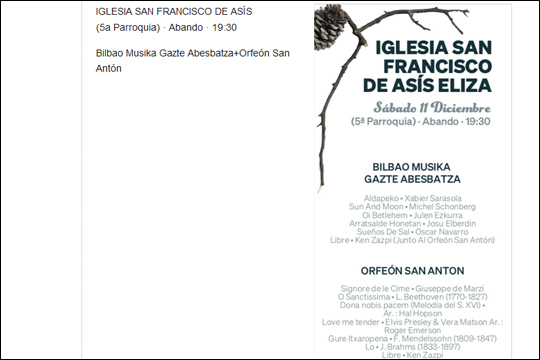 IGLESIA SAN FRANCISCO DE ASÍS
(5a Parroquia) · Abando · 19:30
Bilbao Musika Gazte Abesbatza+Orfeón San
Antón
IGLESIA SAN
FRANCISCO
DE ASÍS ELIZA
Sábado 11 Diciembre
(5ª Parroquia) · Abando · 19:30
BILBAO MUSIKA
GAZTE ABESBATZA
Aldapeko • Xabier Sarasola
Sun And Moon • Michel Schonberg
Oi Betlehem • Julen Ezkurra
Arratsalde Honetan • Josu Elberdin
Sueños De Sal • Oscar Navarro
Libre • Ken Zazpi (Junto Al Orfeón San Antón)
ORFEÓN SAN ANTON
Signore de le Cime • Giuseppe de Marzi
O Sanctissima • L. Beethoven (1770-1827)
Dona nobis pacem (Melodía del S. XVI) •
Ar. : Hal Hopson
Love me tender • Elvis Presley & Vera Matson Ar. :
Roger Emerson
Gure Itxaropena • F. Mendelssohn (1809-1847)
Lo • J. Brahms (1833-1897)
Libre • Ken Zazpi